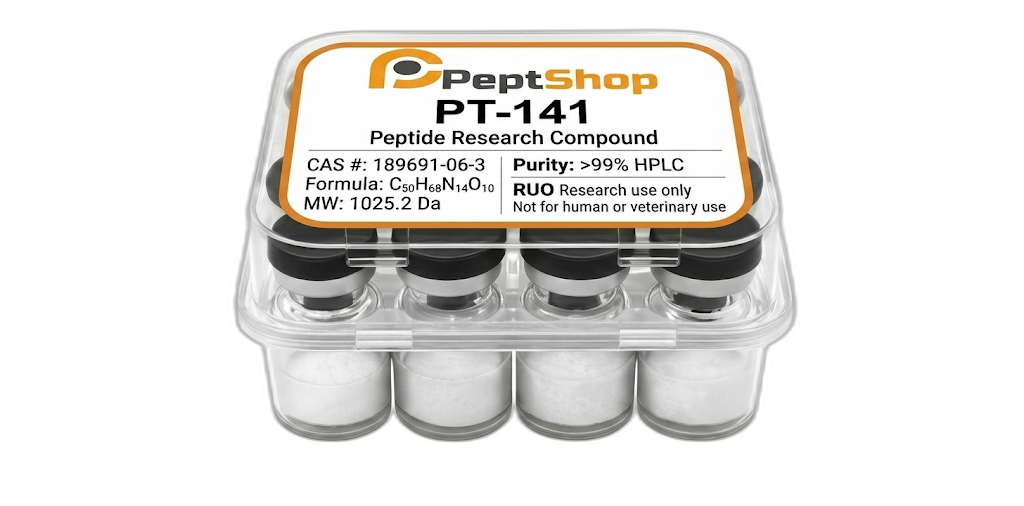 PeptShop
PT-141
Peptide Research Compound
CAS #: 189691-06-3
Formula: C₅₀H₆₈N₁₄O₁₀
MW: 1025.2 Da
Purity: >99% HPLC
RUO Research use only
Not for human or veterinary use